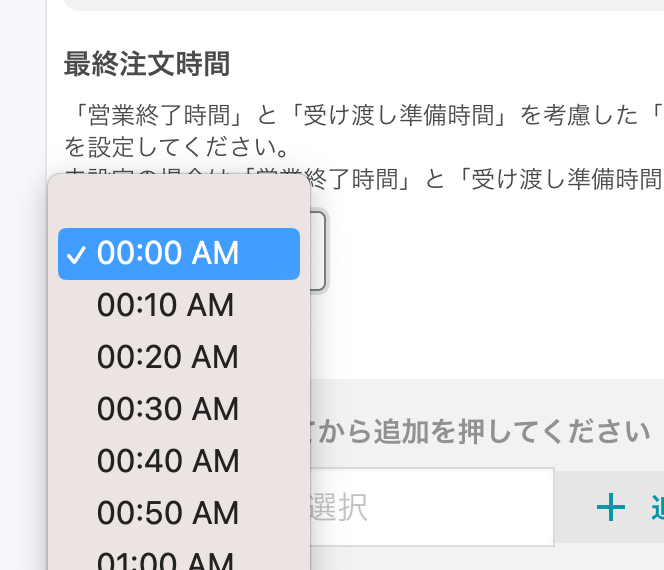 最終注文時間
「営業終了時間」と「受け渡し準備時間」を考慮した「
を設定してください。
終了時間」と「受け渡し準備時間
✓ 00:00 AM
00:10 AM
00:20 AM
00:30 AM
00:40 AM
00:50 AM
01:00 AM
てから追加を押してください
選択
+